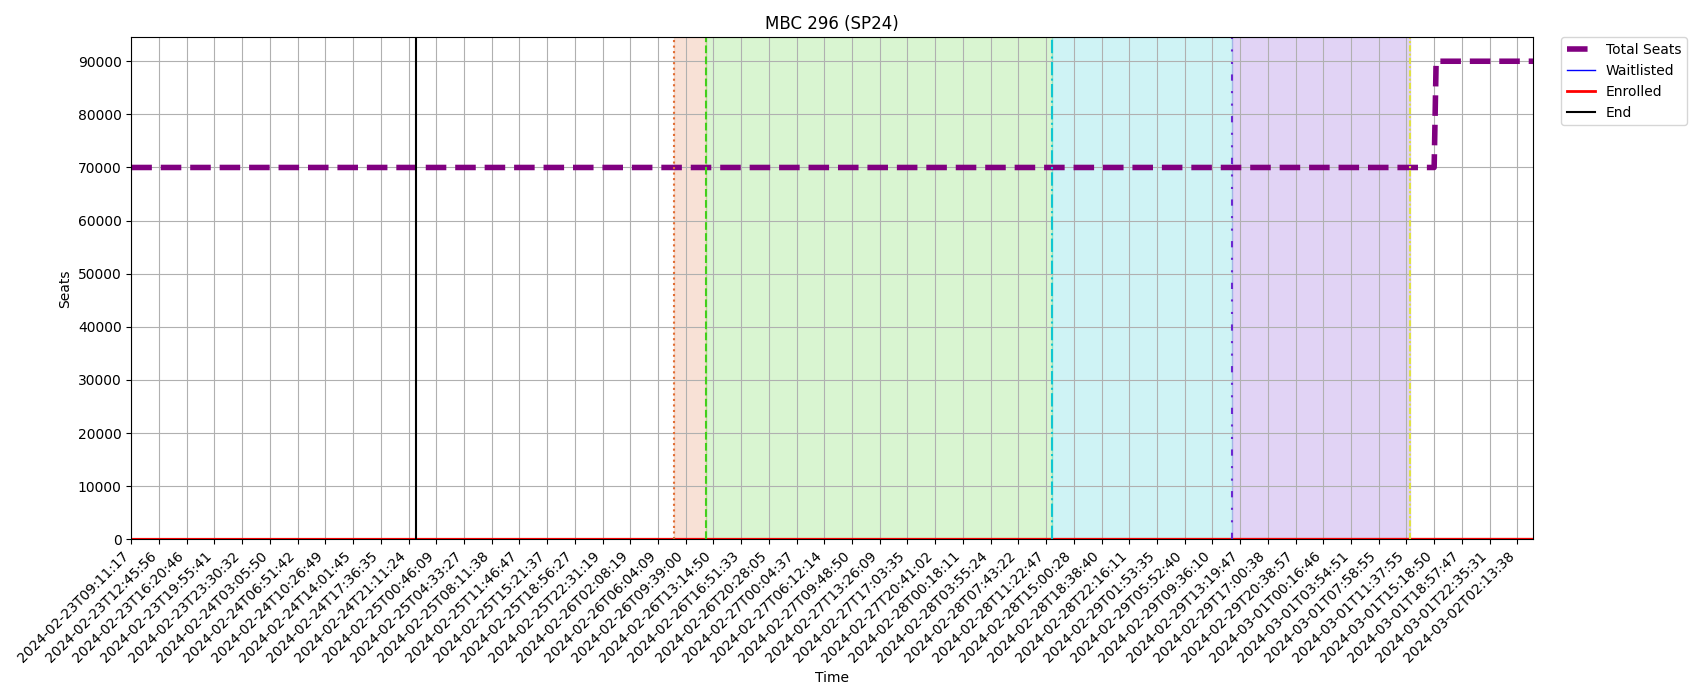 MBC 296 (SP24)
Total Seats
Waitlisted
Enrolled
End
Seats
90000
80000
70000
60000
50000
40000
30000
20000
10000
0
2024-02-23T09:11:17
2024-02-23T12:45:56
2024-02-23T16:20:46
2024-02-23T19:55:41
2024-02-23T23:30:32
2024-02-24T03:05:50
2024-02-24T06:51:42
2024-02-24T10:26:49
2024-02-24T14:01:45
2024-02-24T17:36:35
2024-02-24T21:11:24
2024-02-25T00:46:09
2024-02-25T04:33:27
2024-02-25T08:11:38
2024-02-25T11:46:47
2024-02-25T15:21:37
2024-02-25T18:56:27
2024-02-25T22:31:19
2024-02-26T02:08:19
2024-02-26T06:04:09
2024-02-26T09:39:00
2024-02-26T13:14:50
2024-02-26T16:51:33
2024-02-26T20:28:05
2024-02-27T00:04:37
2024-02-27T06:12:14
2024-02-27T09:48:50
2024-02-27T13:26:09
2024-02-27T17:03:35
2024-02-27T20:41:02
2024-02-28T00:18:11
2024-02-28T03:55:24
2024-02-28T07:43:22
2024-02-28T11:22:47
2024-02-28T15:00:28
2024-02-28T18:38:40
2024-02-28T22:16:11
2024-02-29T01:53:35
2024-02-29T05:52:40
2024-02-29T09:36:10
2024-02-29T13:19:47
2024-02-29T17:00:38
2024-02-29T20:38:57
2024-03-01T00:16:46
2024-03-01T03:54:51
2024-03-01T07:58:55
2024-03-01T11:37:55
2024-03-01T15:18:50
2024-03-01T18:57:47
2024-03-01T22:35:31
2024-03-02T02:13:38
Time